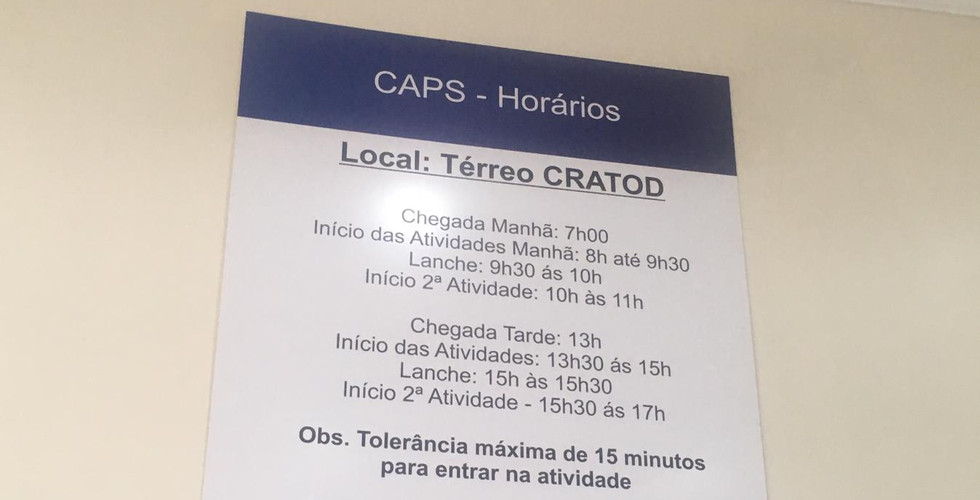 CAPS - Horários
Local: Térreo CRATOD
Chegada Manhã: 7h00
Início das Atividades Manhã: 8h até 9h30
Lanche: 9h30 ás 10h
Início 2ª Atividade: 10h às 11h
Chegada Tarde: 13h
Início das Atividades: 13h30 ás 15h
Lanche: 15h às 15h30
Início 2ª Atividade - 15h30 ás 17h
Obs. Tolerância máxima de 15 minutos
para entrar na atividade